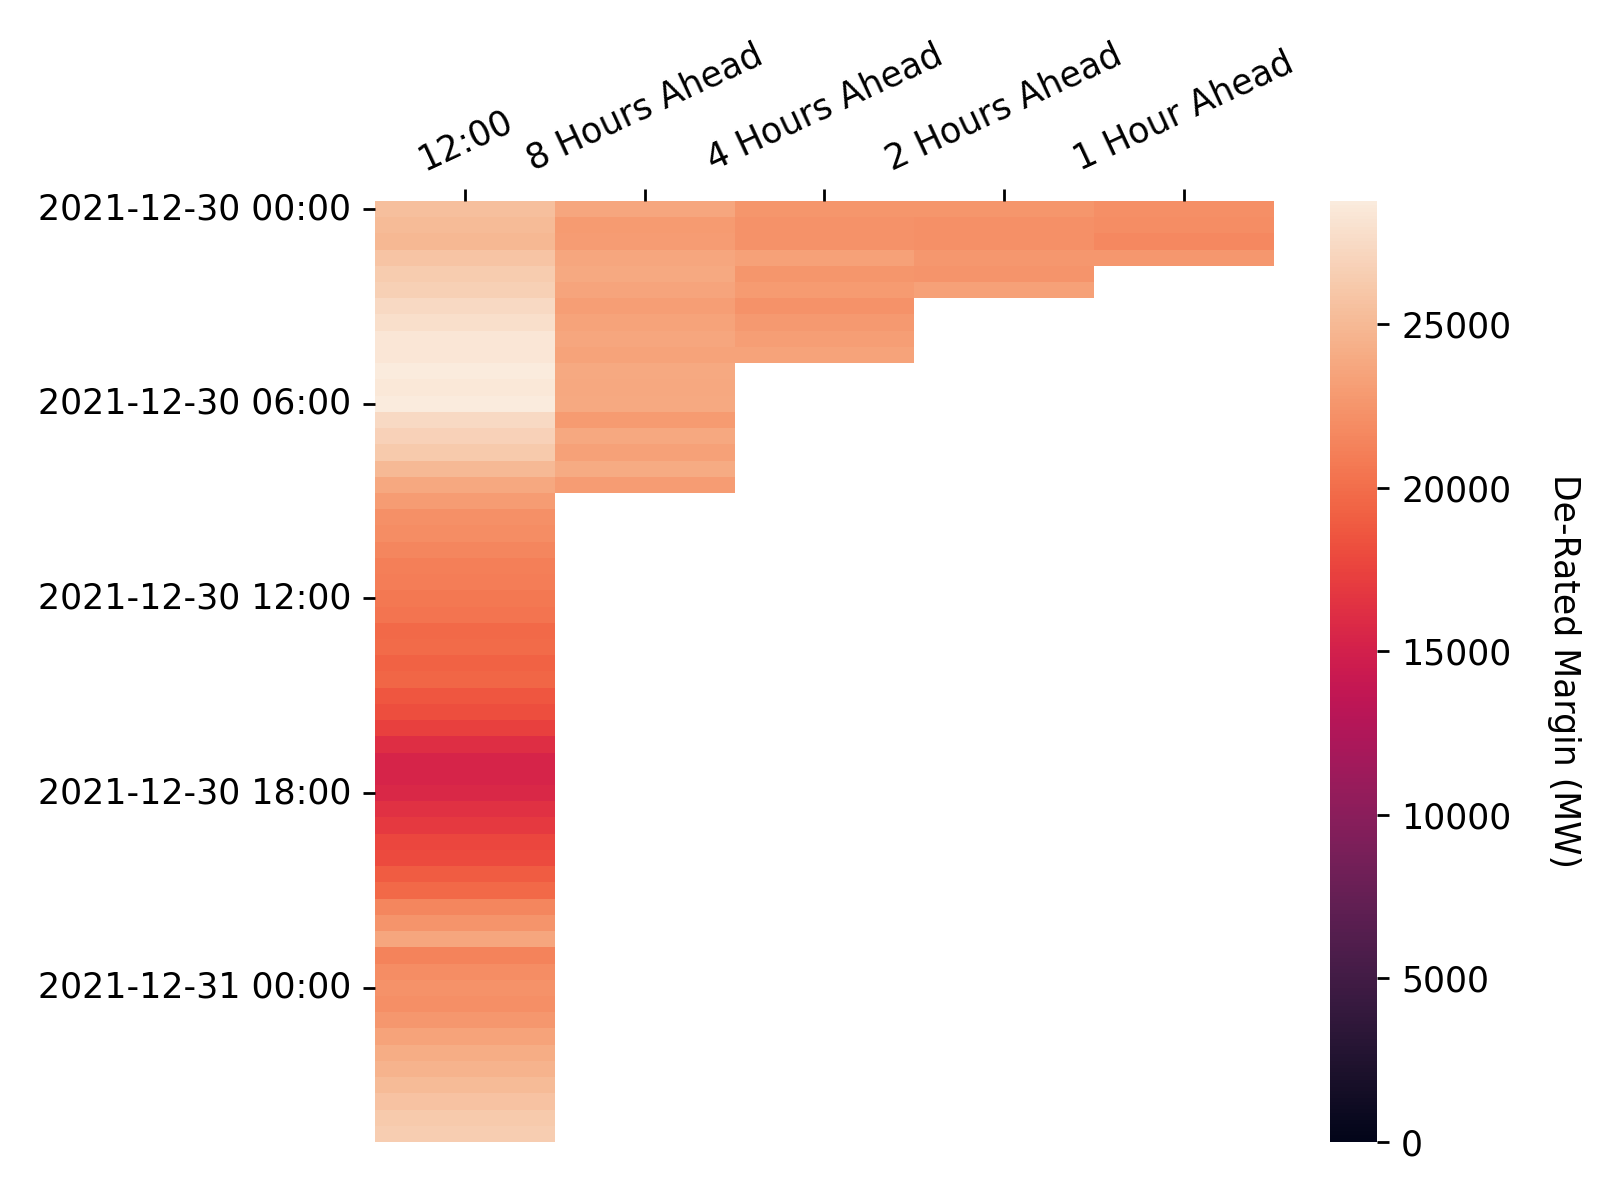 12:00
8 Hours Ahead
4 Hours Ahead
2 Hours Ahead
1 Hour Ahead
2021-12-30 00:00
2021-12-30 06:00
2021-12-30 12:00
2021-12-30 18:00
2021-12-31 00:00
25000
20000
15000
10000
5000
0
De-Rated Margin (MW)